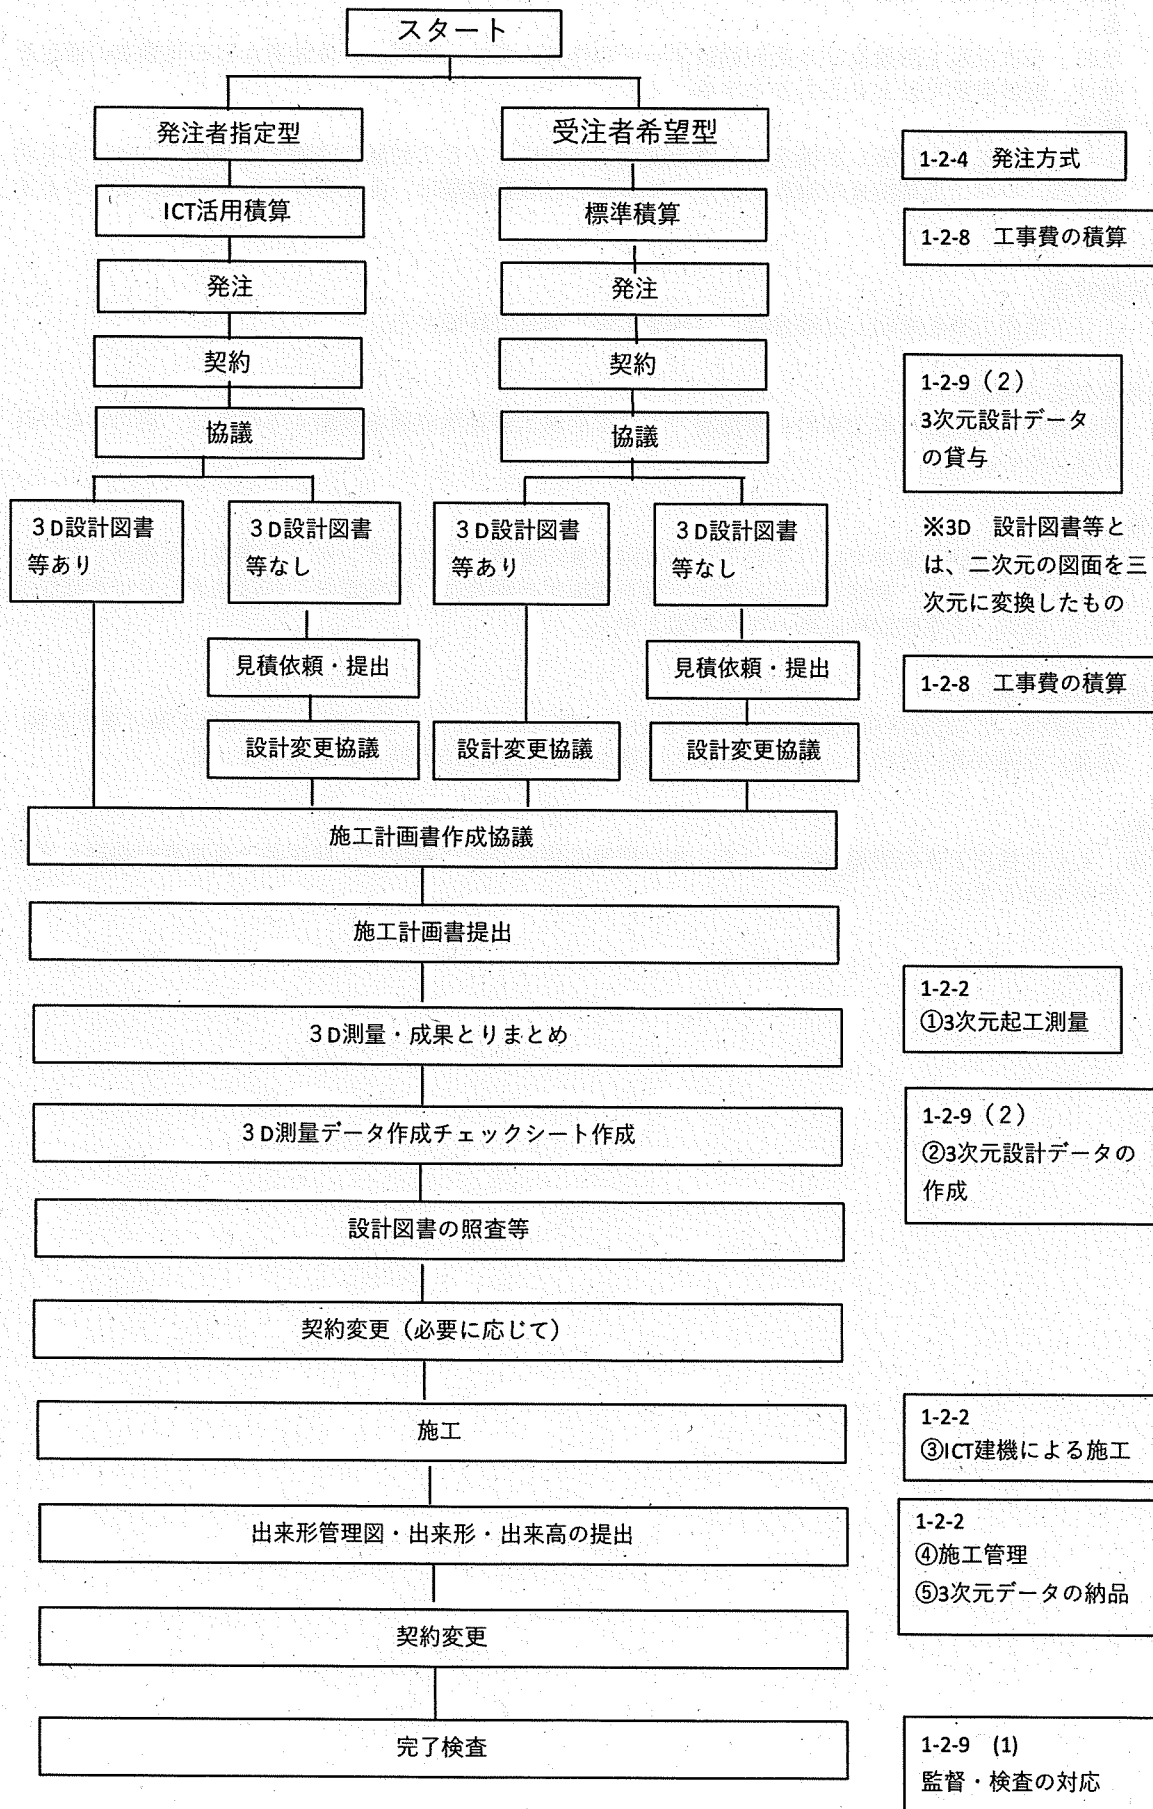 スタート
発注者指定型
受注者希望型
1-2-4　発注方式
ICT活用積算
標準積算
1-2-8　工事費の積算
発注
発注
契約
契約
1-2-9（2）
3次元設計データ
の貸与
協議
協議
３D設計図書
等あり
３D設計図書
等なし
３D設計図書
等あり
３D設計図書
等なし
※3D　設計図書等と
は、二次元の図面を三
次元に変換したもの
見積依頼・提出
見積依頼・提出
1-2-8　工事費の積算
設計変更協議
設計変更協議
設計変更協議
施工計画書作成協議
施工計画書提出
３D測量・成果とりまとめ
1-2-2
①3次元起工測量
３D測量データ作成チェックシート作成
1-2-9（2）
②3次元設計データの
作成
設計図書の照査等
契約変更（必要に応じて）
施工
1-2-2
③ICT建機による施工
出来形管理図・出来形・出来高の提出
1-2-2
④施工管理
⑤3次元データの納品
契約変更
完了検査
1-2-9　(1)
監督・検査の対応